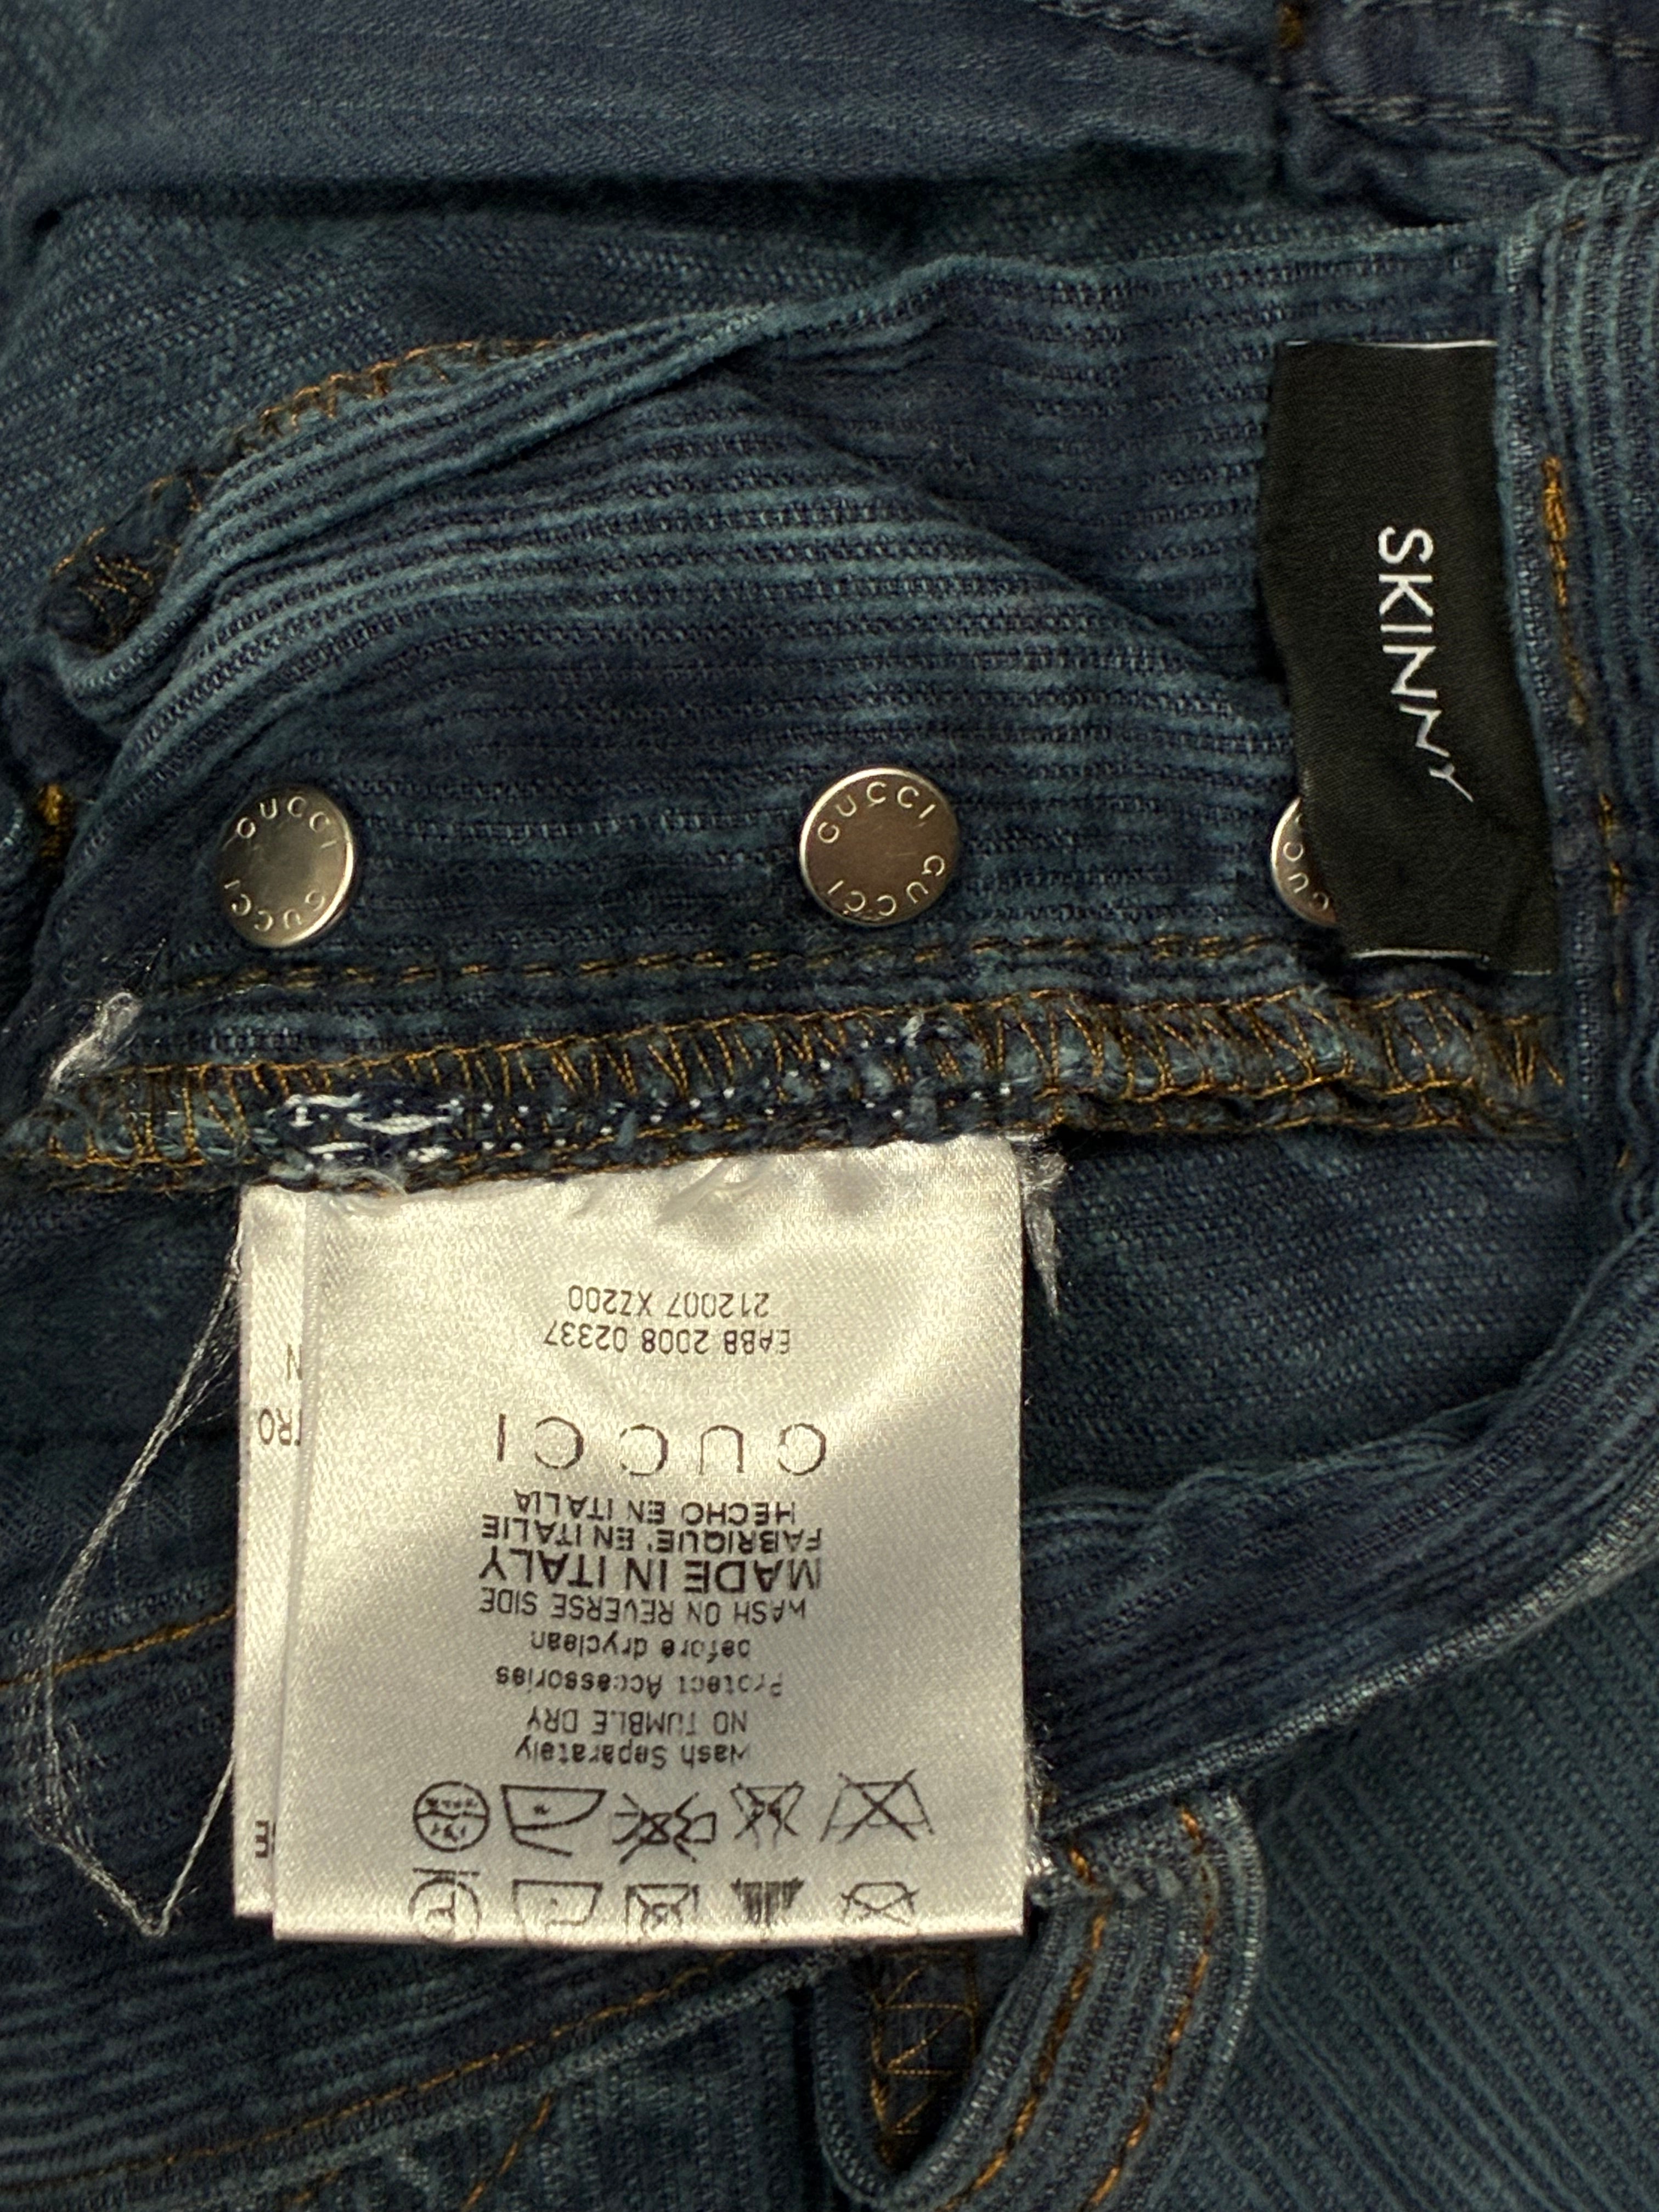 SKINNY
GUCCI GUCCI
GUCCI GUCCI
212007 XZ200
EABB 2008 02337
GUCCI
HECHO EN ITALIA
FABRIQUE' EN ITALIE
MADE IN ITALY
WASH ON REVERSE SIDE
before dryclean
Protect Accessories
NO TUMBLE DRY
Wash Separately